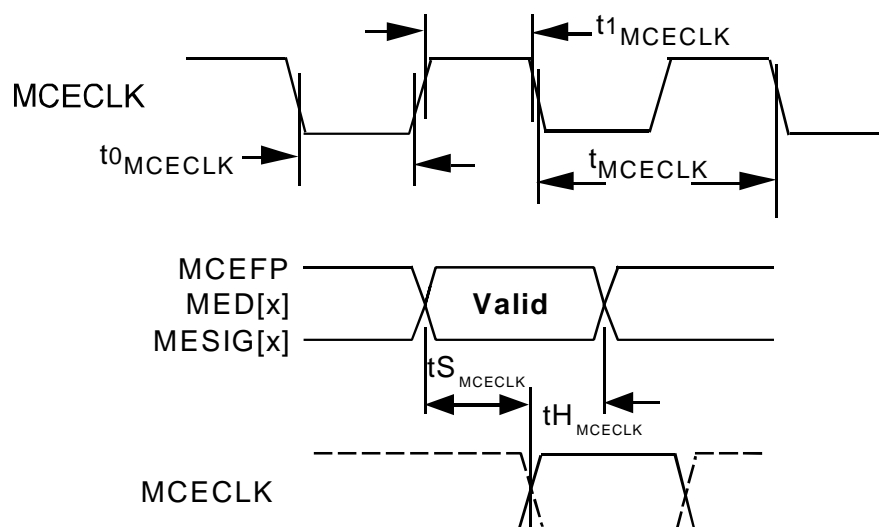 t1MCECLK
MCECLK
t0MCECLK
tMCECLK
MCEFP
MED[x]
Valid
MESIG[x]
tSMCECLK
tHMCECLK
MCECLK